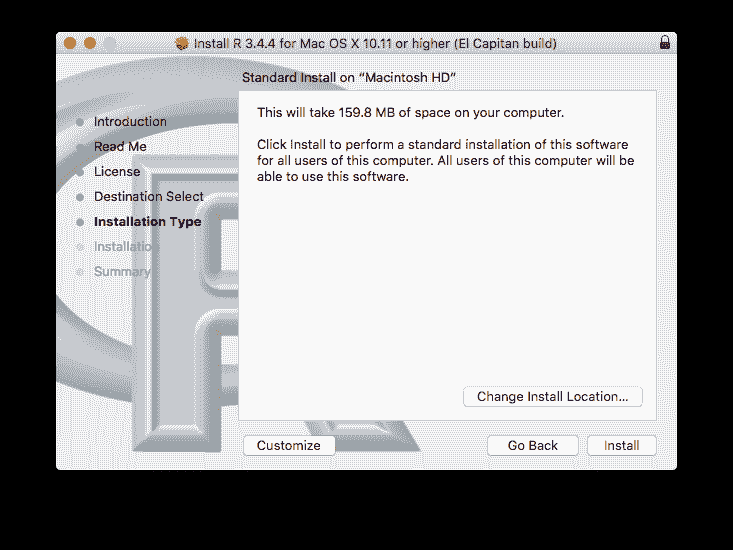 Install R 3.4.4 for Mac OS X 10.11 or higher (El Capitan build)
Standard Install on “Macintosh HD”
Introduction
Read Me
License
Destination Select
Installation Type
Installation
Summary
This will take 159.8 MB of space on your computer.
Click Install to perform a standard installation of this software
for all users of this computer. All users of this computer will be
able to use this software.
Change Install Location...
Customize
Go Back
Install